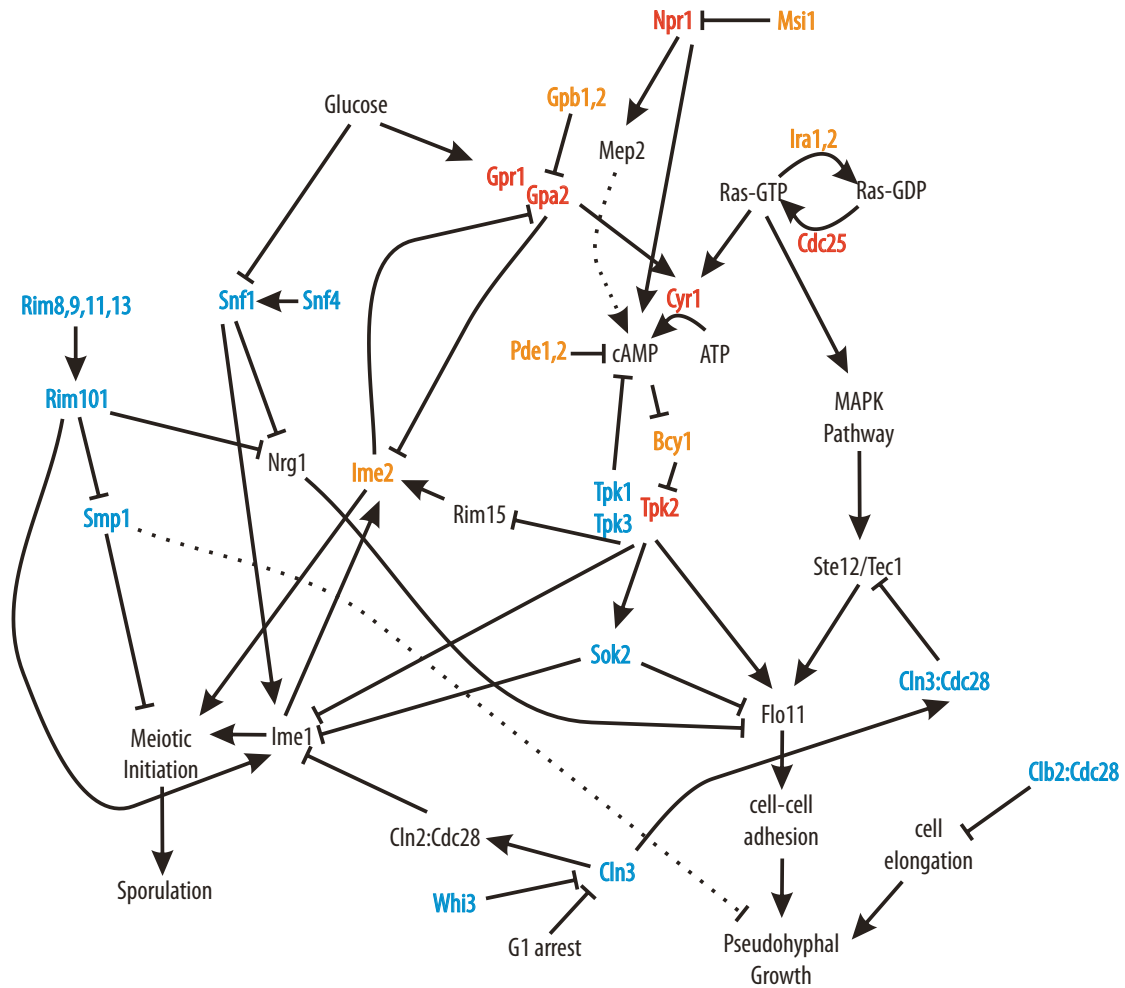 Npr1
Msi1
Gpb1,2
Glucose
Ira1,2
Mep2
Gpr1
Gpa2
Ras-GTP
Ras-GDP
Cdc25
Rim8,9,11,13
Snf1
Snf4
Cyr1
Pde1,2
cAMP
ATP
Rim101
MAPK
Pathway
Bcy1
Nrg1
Ime2
Tpk1
Tpk2
Tpk3
Rim15
Smp1
Ste12/Tec1
Sok2
Cln3:Cdc28
Flo11
Meiotic
Initiation
Ime1
Clb2:Cdc28
cell-cell
adhesion
cell
elongation
Cln2:Cdc28
Cln3
Sporulation
Whi3
G1 arrest
Pseudohyphal
Growth